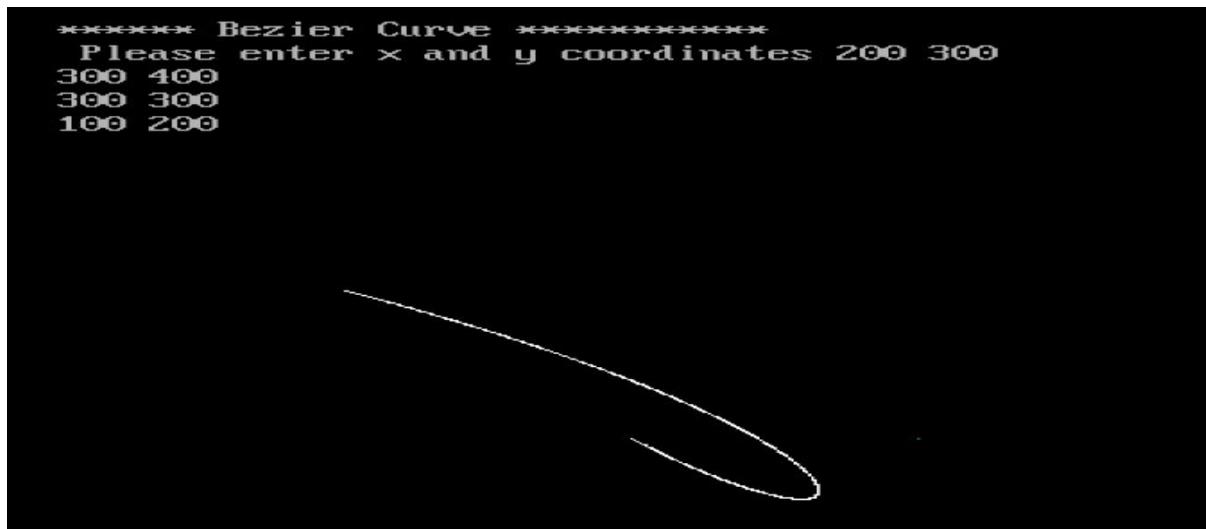 ****** Bezier Curve ***********
Please enter x and y coordinates 200 300
300 400
300 300
100 200